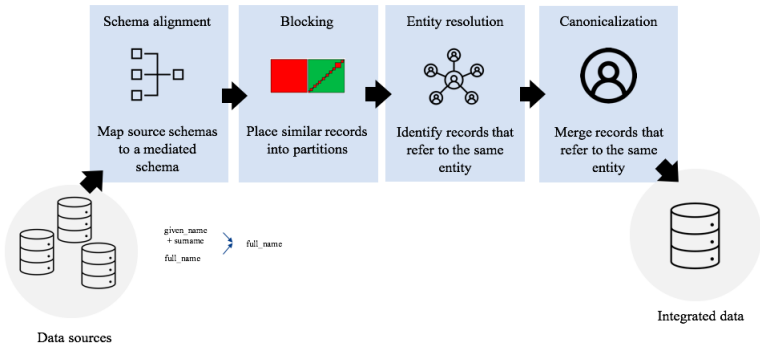 Schema alignment
Map source schemas
to a mediated
schema
Blocking
Place similar records
into partitions
Entity resolution
Identify records that
refer to the same
entity
Canonicalization
Merge records that
refer to the same
entity
given_name
+ surname
full_name
full_name
Data sources
Integrated data